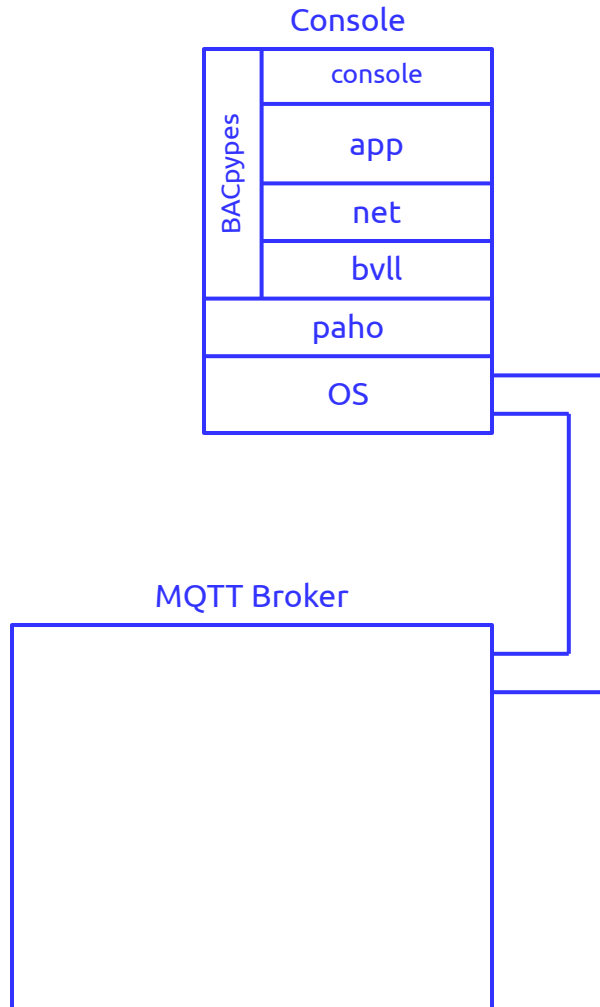 Console
console
BACpypes
app
net
bvll
paho
OS
MQTT Broker